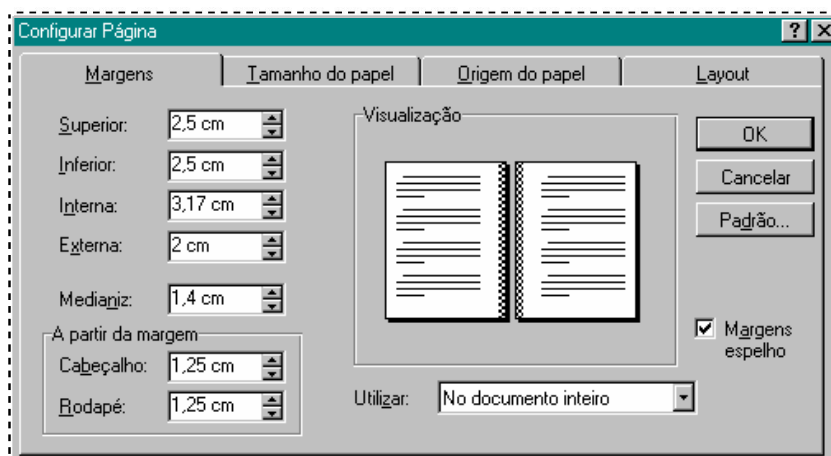 Configurar Página
Margens Tamanho do papel Origem do papel Layout
Superior: 2,5 cm
Inferior: 2,5 cm
Interna: 3,17 cm
Externa: 2 cm
Medianiz: 1,4 cm
A partir da margem
Cabeçalho: 1,25 cm
Rodapé: 1,25 cm
Visualização
Utilizar: No documento inteiro
OK
Cancelar
Padrão...
Margens
espelho